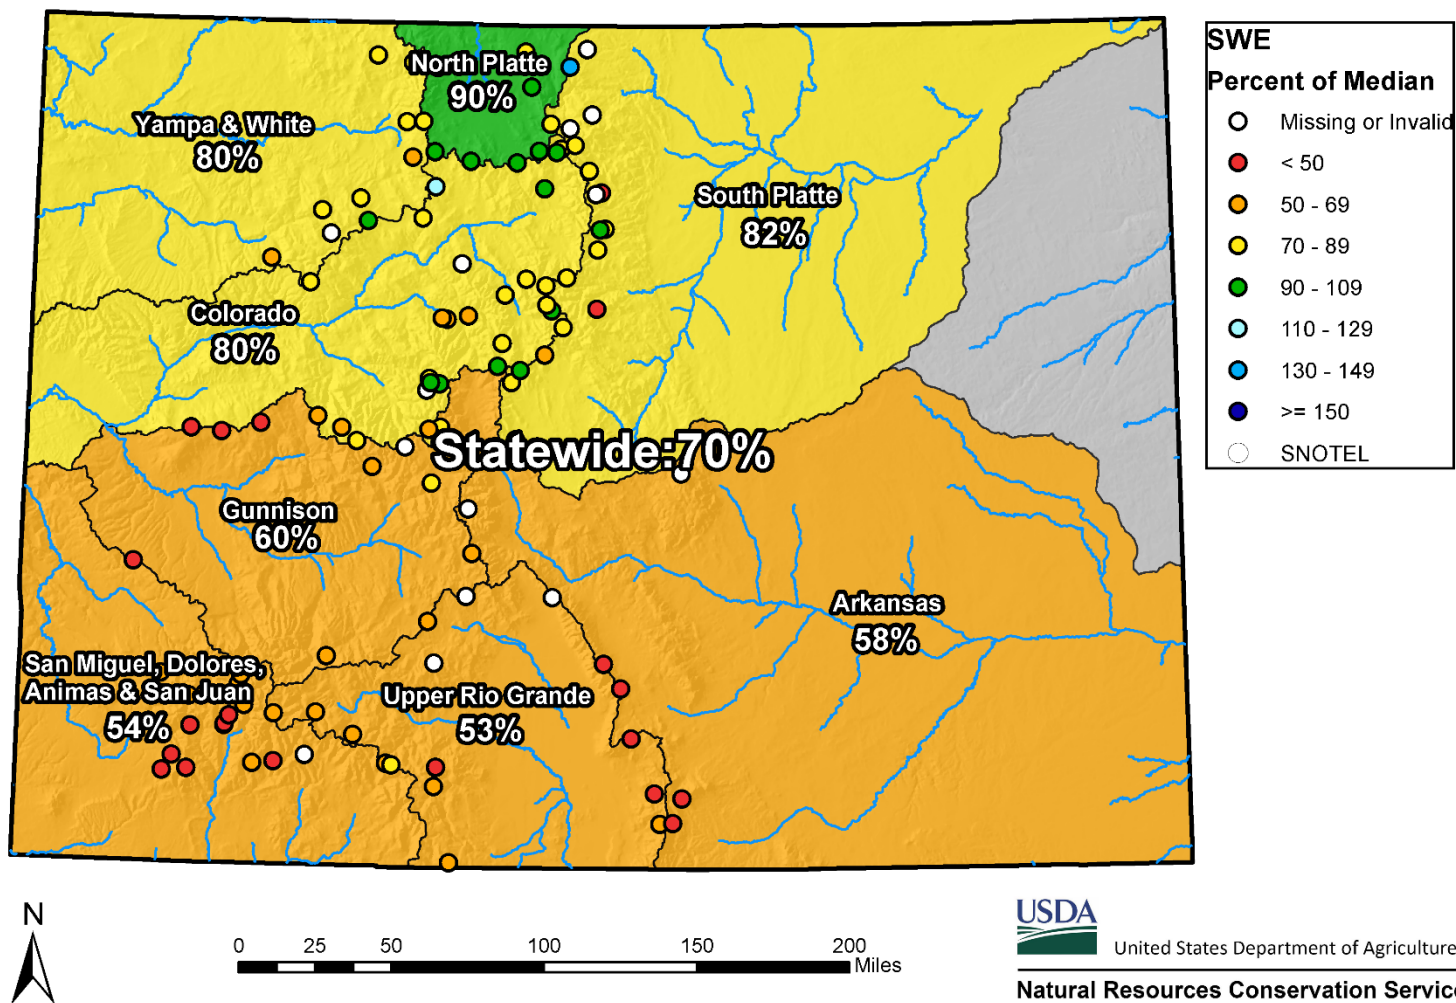 North Platte
90%
Yampa & White
80%
South Platte
82%
Colorado
80%
Statewide:70%
Gunnison
60%
Arkansas
58%
San Miguel, Dolores,
Animas & San Juan
54%
Upper Rio Grande
53%
SWE
Percent of Median
Missing or Invalid
< 50
50 - 69
70 - 89
90 - 109
110 - 129
130 - 149
>= 150
SNOTEL
N
0 25 50 100 150 200
Miles
USDA
United States Department of Agriculture
Natural Resources Conservation Service